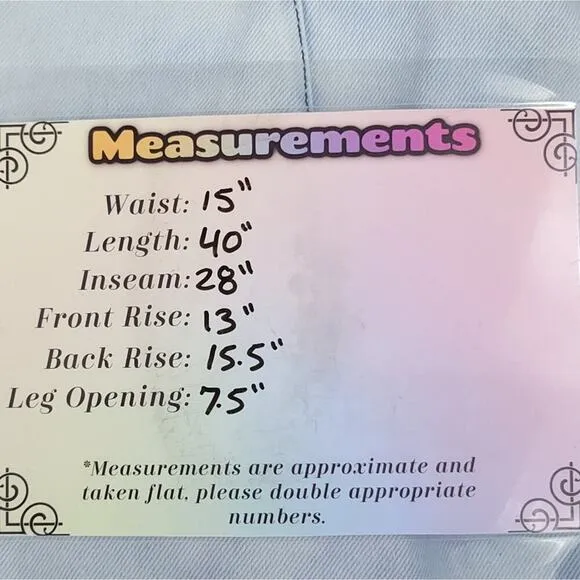 Measurements
Waist: 15"
Length: 40"
Inseam: 28"
Front Rise: 13"
Back Rise: 15.5"
Leg Opening: 7.5"
*Measurements are approximate and
taken flat, please double appropriate
numbers.